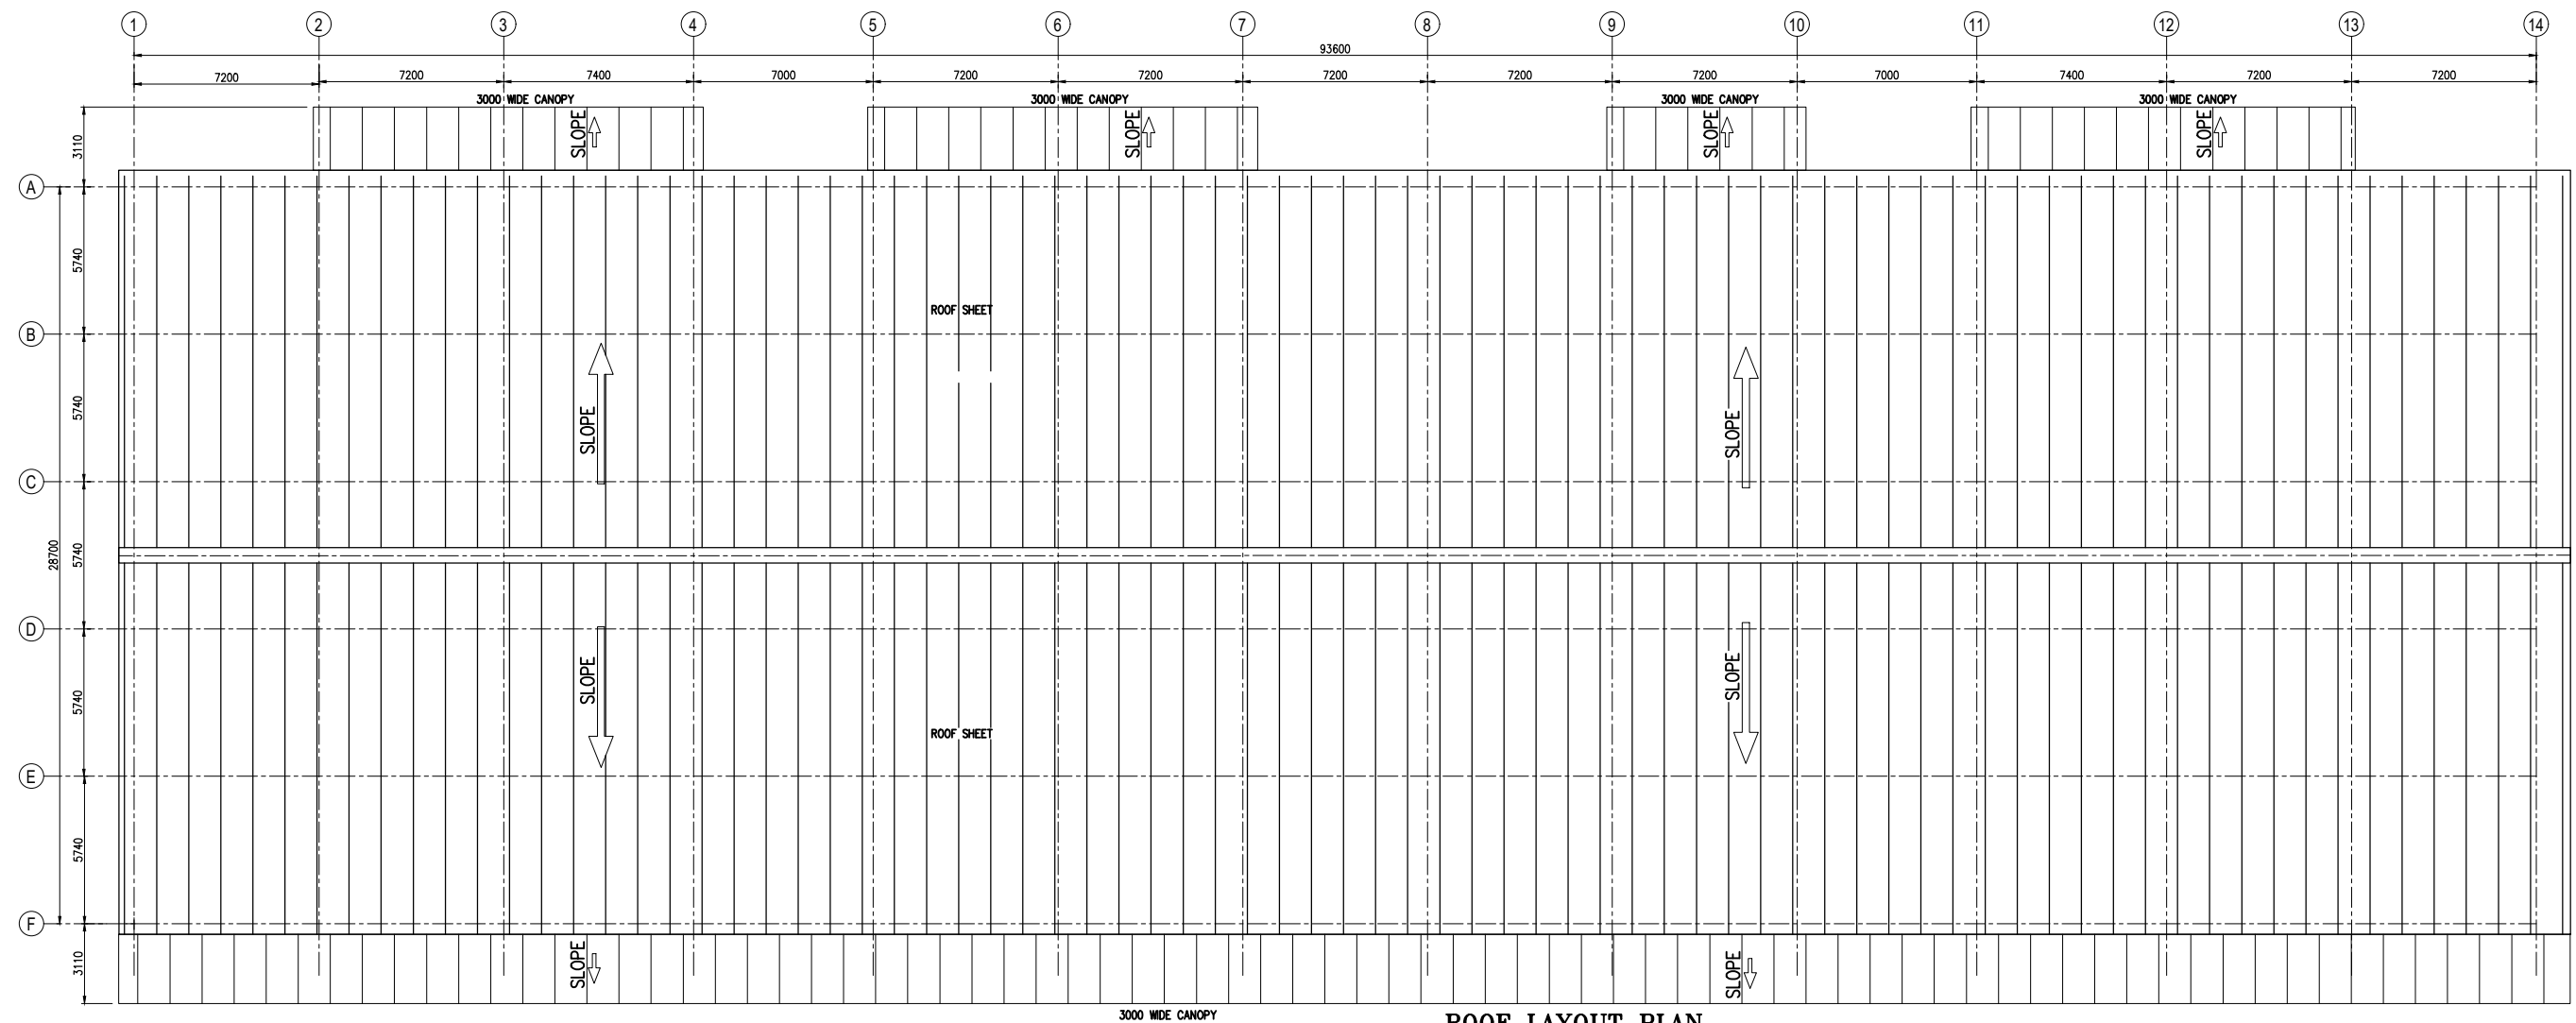 1 2 3 4 5 6 7 8 9 10 11 12 13 14
93600
7200 7200 7400 7000 7200 7200 7200 7200 7200 7000 7400 7200 7200
3000 WIDE CANOPY 3000 WIDE CANOPY 3000 WIDE CANOPY 3000 WIDE CANOPY
3110 SLOPE SLOPE SLOPE SLOPE
A
5740
B
ROOF SHEET
5740
SLOPE SLOPE
C
28700 5740
D
5740
SLOPE SLOPE
ROOF SHEET
E
5740
F
3110 SLOPE SLOPE
3000 WIDE CANOPY
ROOF LAYOUT PLAN